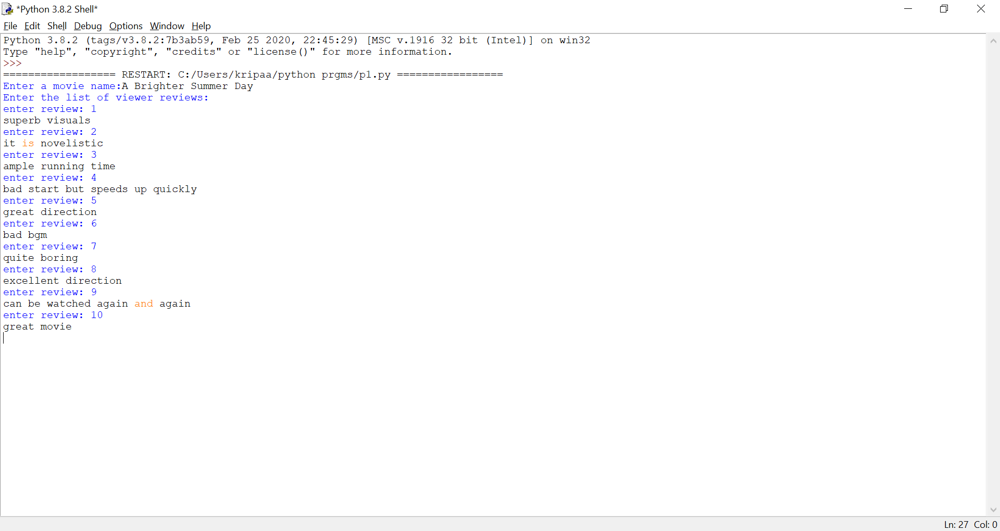 *Python 3.8.2 Shell*
File Edit Shell Debug Options Window Help
Python 3.8.2 (tags/v3.8.2:7b3ab59, Feb 25 2020, 22:45:29) [MSC v.1916 32 bit (Intel)] on win32
Type "help", "copyright", "credits" or "license()" for more information.
>>>
================== RESTART: C:/Users/kripaa/python prgms/p1.py =================
Enter a movie name:A Brighter Summer Day
Enter the list of viewer reviews:
enter review: 1
superb visuals
enter review: 2
it is novelistic
enter review: 3
ample running time
enter review: 4
bad start but speeds up quickly
enter review: 5
great direction
enter review: 6
bad bgm
enter review: 7
quite boring
enter review: 8
excellent direction
enter review: 9
can be watched again and again
enter review: 10
great movie
Ln: 27 Col: 0